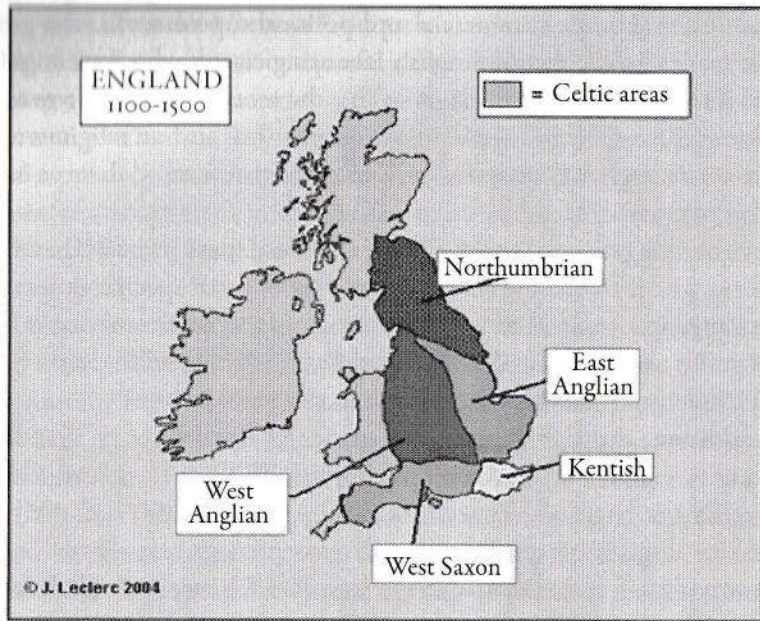 ENGLAND
1100-1500
= Celtic areas
Northumbrian
East
Anglian
Kentish
West
Anglian
West Saxon
© J. Leclerc 2004